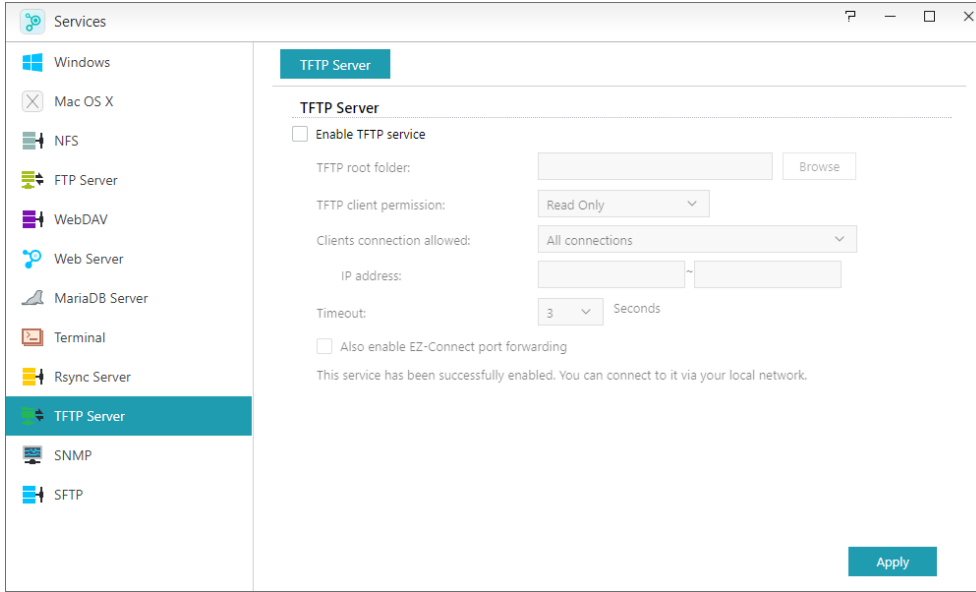 Services
Windows
Mac OS X
NFS
FTP Server
WebDAV
Web Server
MariaDB Server
Terminal
Rsync Server
TFTP Server
SNMP
SFTP
TFTP Server
TFTP Server
Enable TFTP service
TFTP root folder: Browse
TFTP client permission: Read Only
Clients connection allowed: All connections
IP address: ~
Timeout: 3 Seconds
Also enable EZ-Connect port forwarding
This service has been successfully enabled. You can connect to it via your local network.
Apply